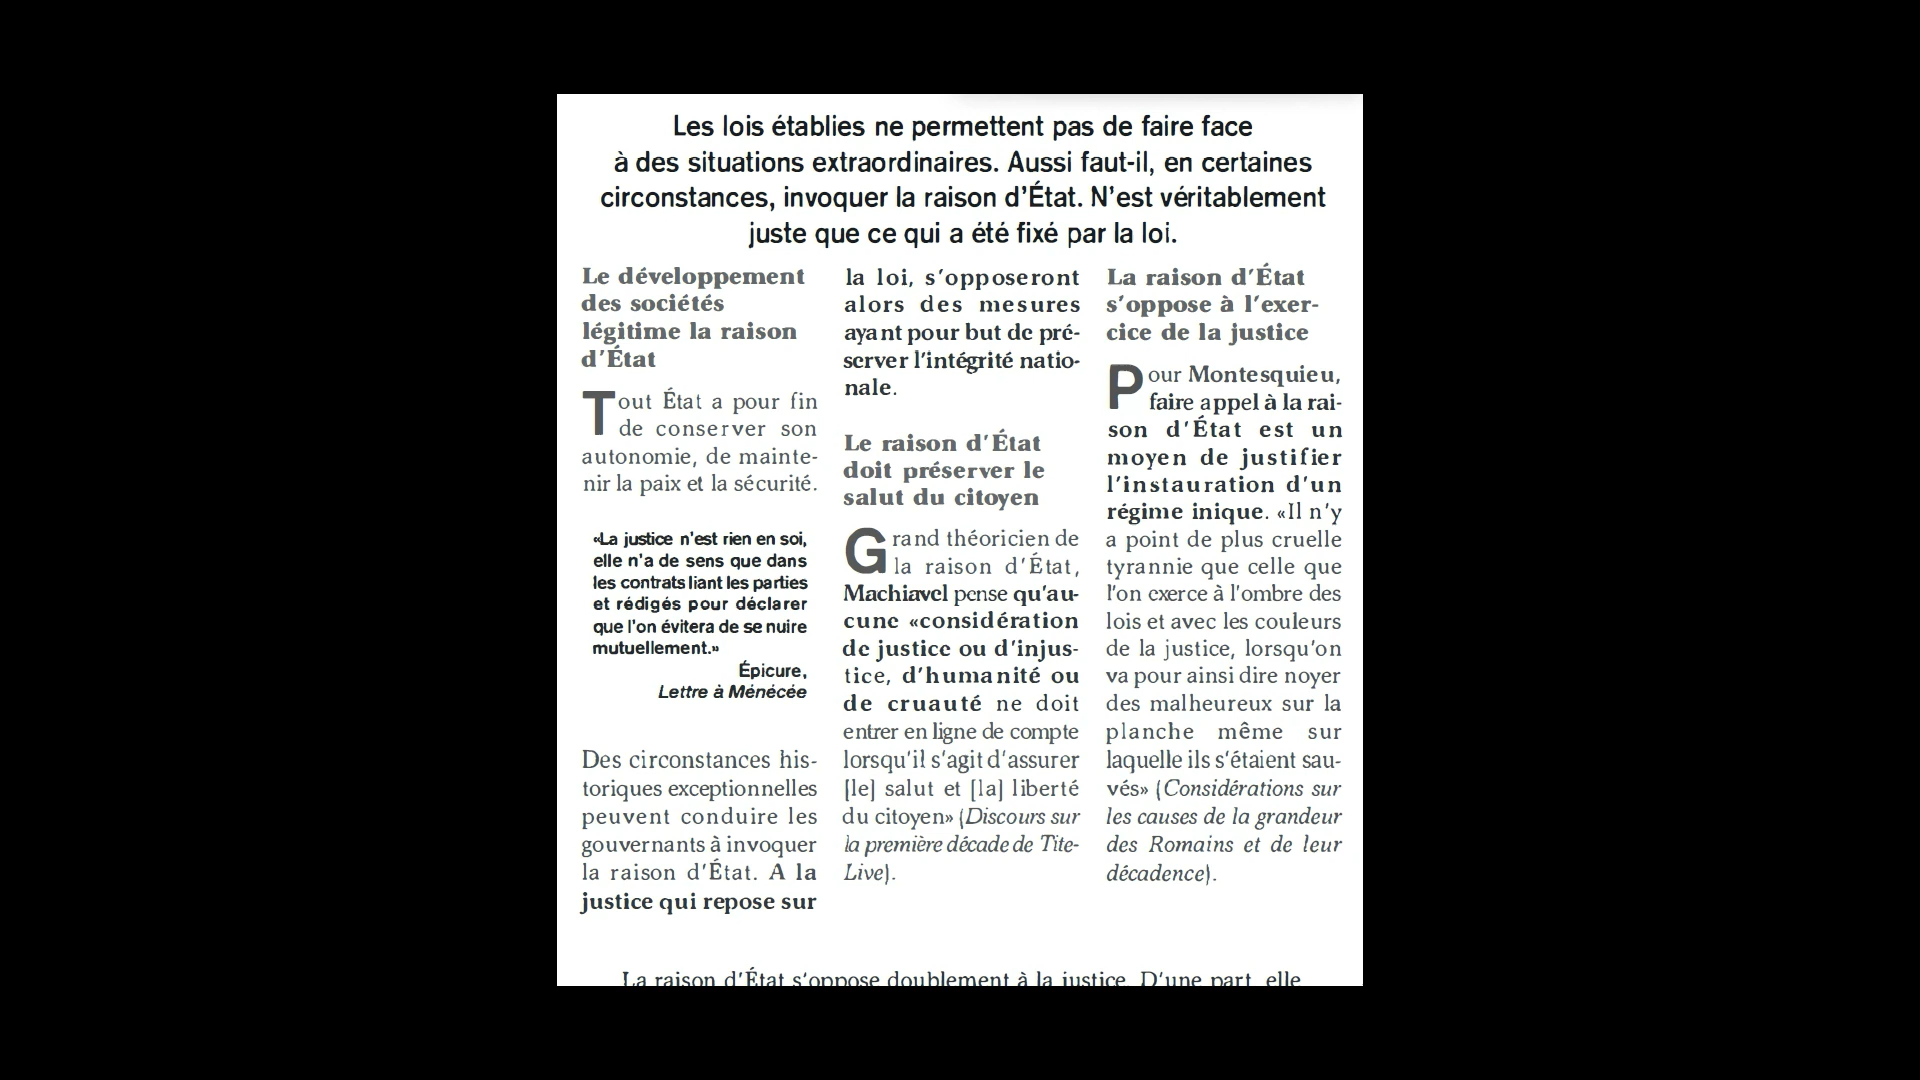 Les lois établies ne permettent pas de faire face
à des situations extraordinaires. Aussi faut-il, en certaines
circonstances, invoquer la raison d'État. N'est véritablement
juste que ce qui a été fixé par la loi.
Le développement
des sociétés
légitime la raison
d'État
Tout État a pour fin
de conserver son
autonomie, de mainte-
nir la paix et la sécurité.
«La justice n'est rien en soi,
elle n'a de sens que dans
les contrats liant les parties
et rédigés pour déclarer
que l'on évitera de se nuire
mutuellement.»
Épicure,
Lettre à Ménécée
Des circonstances his-
toriques exceptionnelles
peuvent conduire les
gouvernants à invoquer
la raison d'État. A la
justice qui repose sur
la loi, s'opposeront
alors des mesures
ayant pour but de pré-
server l'intégrité natio-
nale.
Le raison d'État
doit préserver le
salut du citoyen
Grand théoricien de
la raison d'État,
Machiavel pense qu'au-
cune «considération
de justice ou d'injus-
tice, d'humanité ou
de cruauté ne doit
entrer en ligne de compte
lorsqu'il s'agit d'assurer
[le] salut et [la] liberté
du citoyen» (Discours sur
la première décade de Tite-
Live).
La raison d'État
s'oppose à l'exer-
cice de la justice
Pour Montesquieu,
faire appel à la rai-
son d'État est un
moyen de justifier
l'instauration d'un
régime inique. «Il n'y
a point de plus cruelle
tyrannie que celle que
l'on exerce à l'ombre des
lois et avec les couleurs
de la justice, lorsqu'on
va pour ainsi dire noyer
des malheureux sur la
planche même sur
laquelle ils s'étaient sau-
vés» (Considérations sur
les causes de la grandeur
des Romains et de leur
décadence).
La raison d'État s'oppose doublement à la justice. D'une part, elle